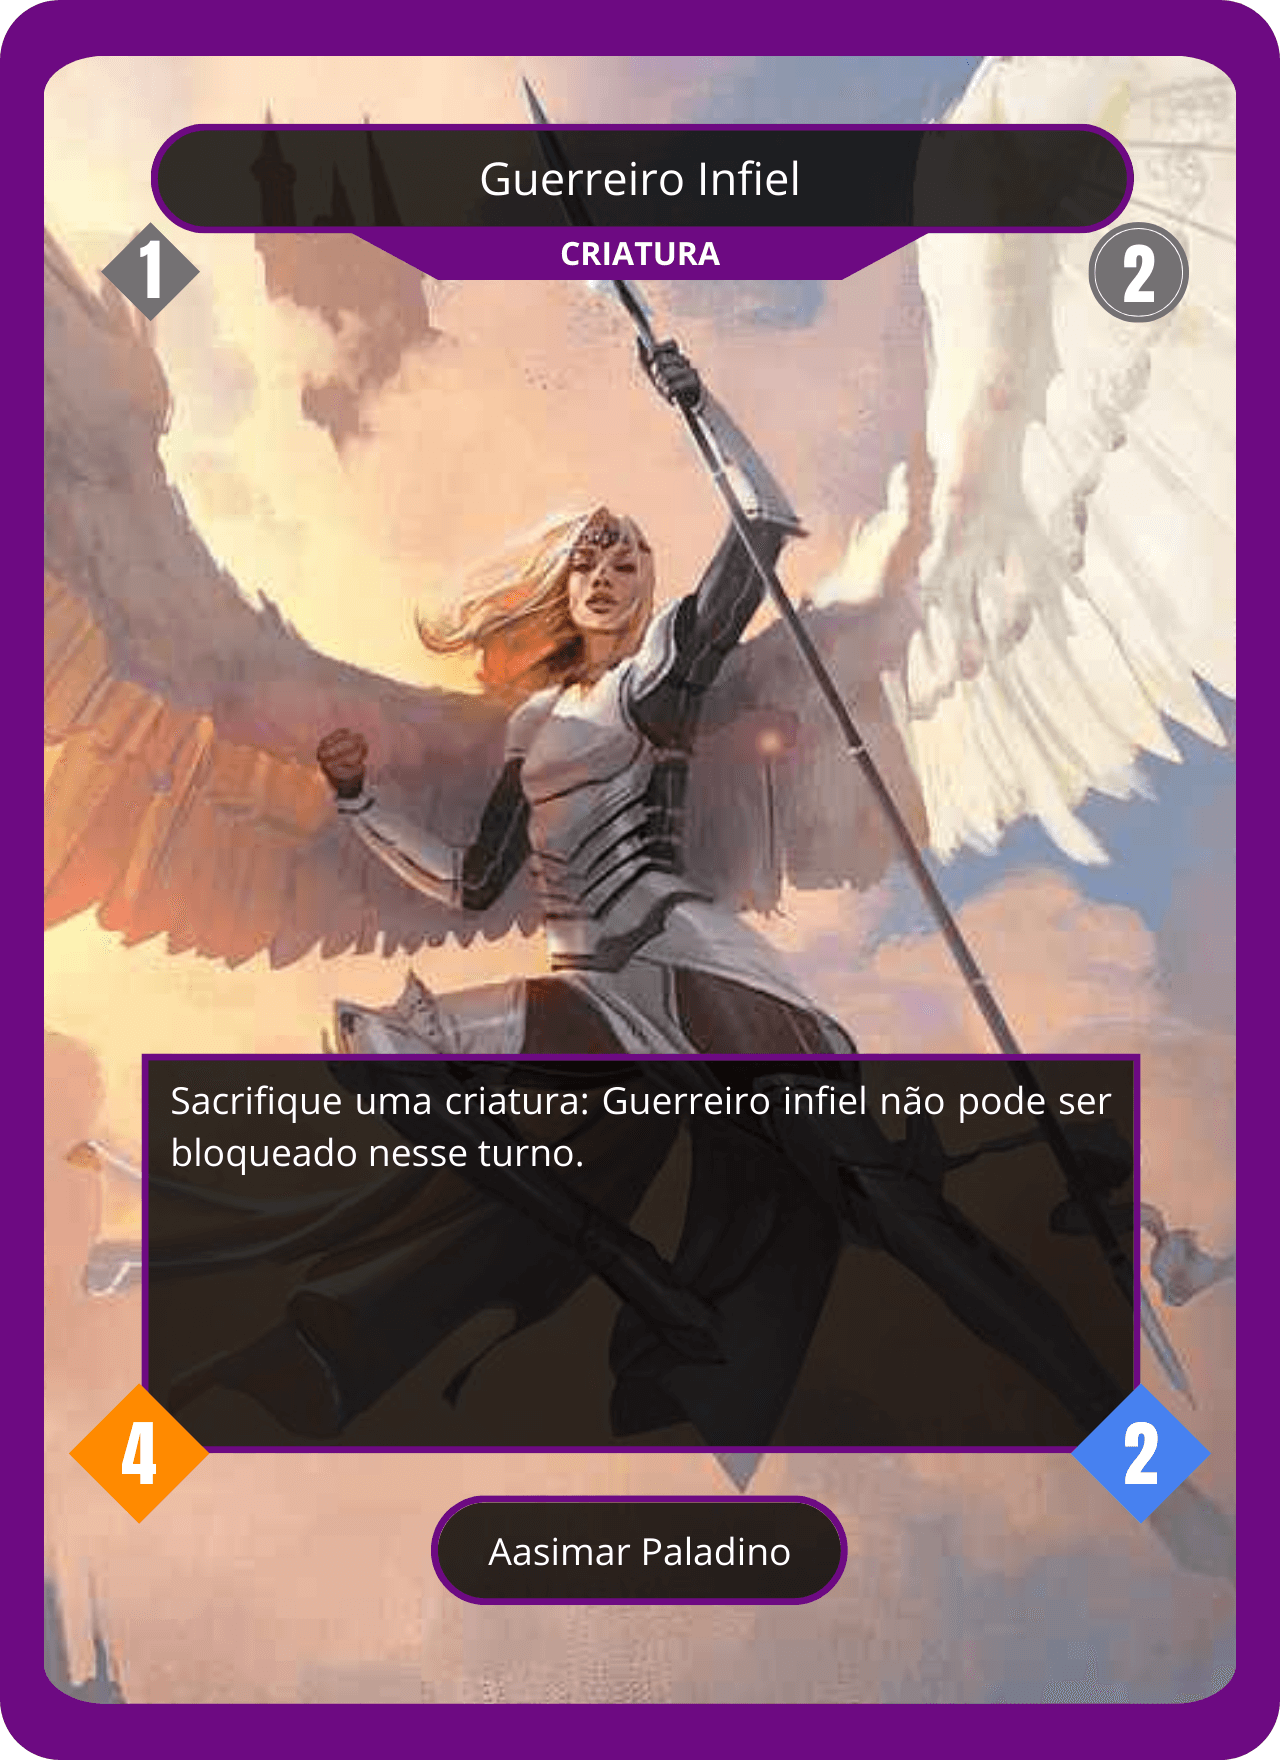 Guerreiro Infiel
CRIATURA
1
2
Sacrifique uma criatura: Guerreiro infiel não pode ser
bloqueado nesse turno.
4
2
Aasimar Paladino